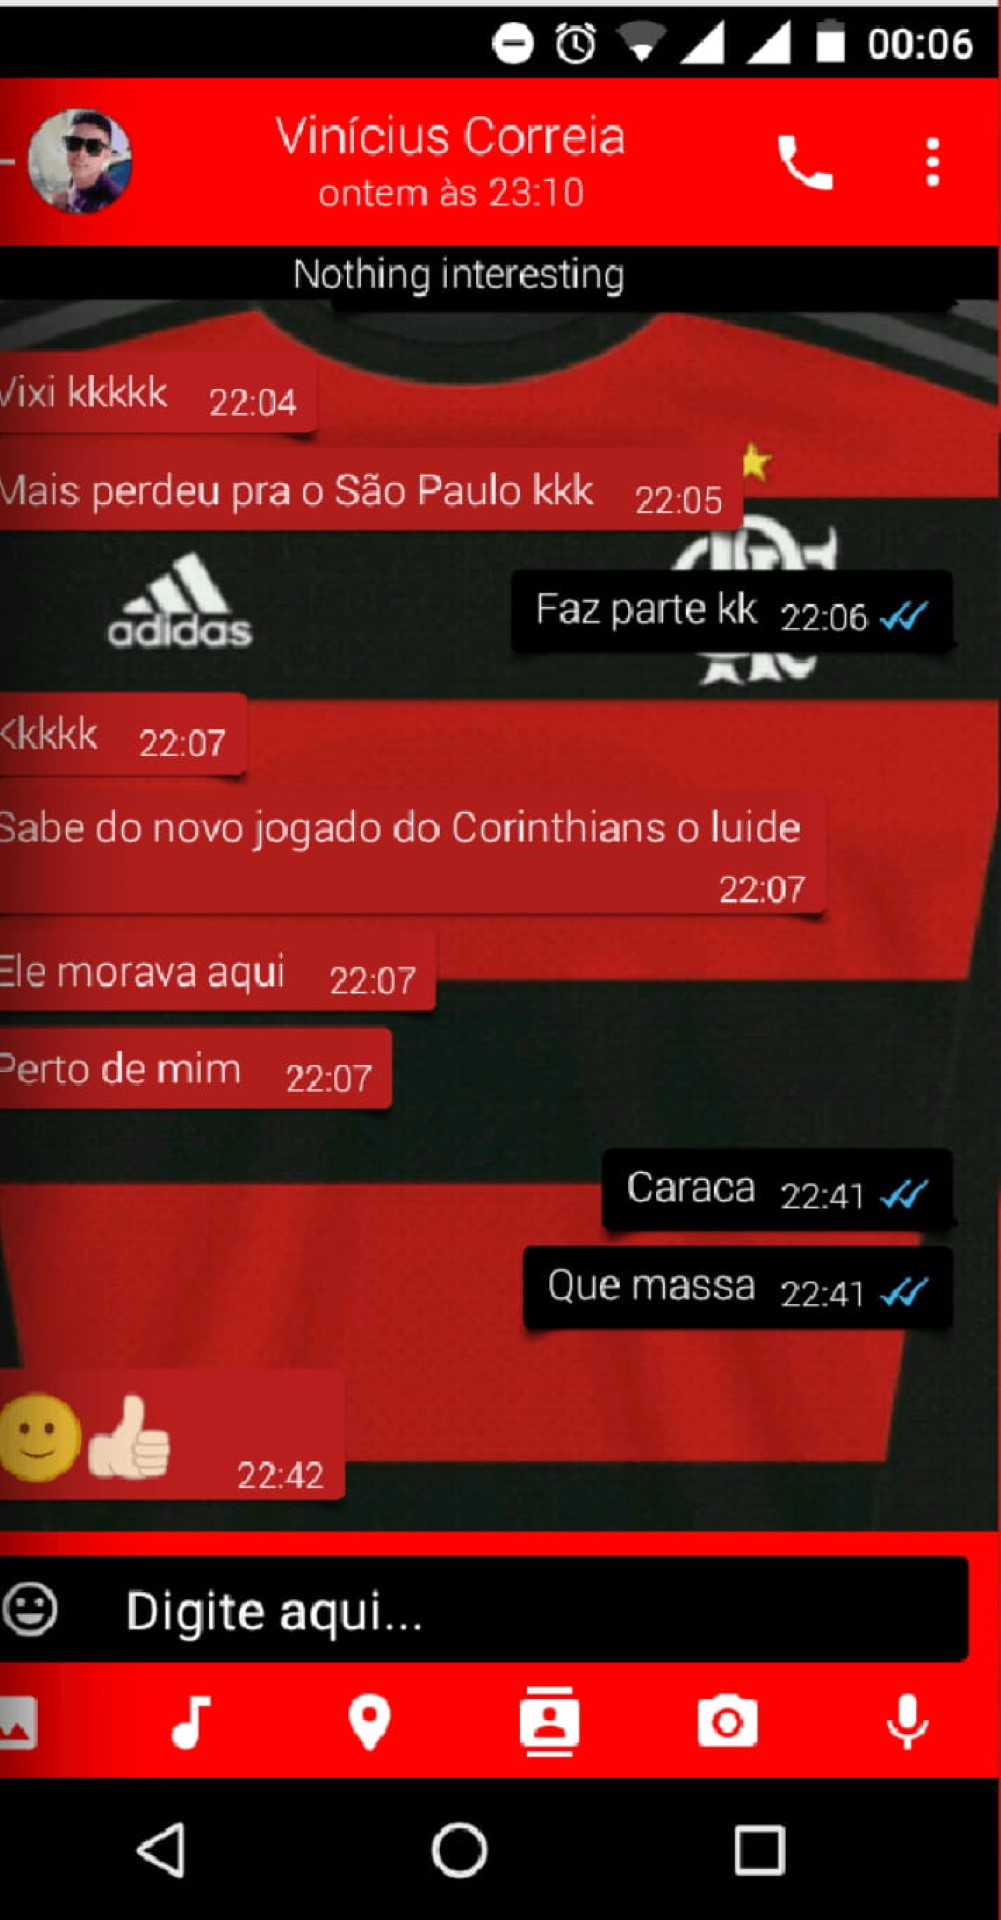 00:06
Vinícius Correia
ontem às 23:10
Nothing interesting
Vixi kkkkk 22:04
Mais perdeu pra o São Paulo kkk 22:05
adidas
Faz parte kk 22:06
Kkkkk 22:07
Sabe do novo jogado do Corinthians o luide
22:07
Ele morava aqui 22:07
Perto de mim 22:07
Caraca 22:41
Que massa 22:41
22:42
Digite aqui...